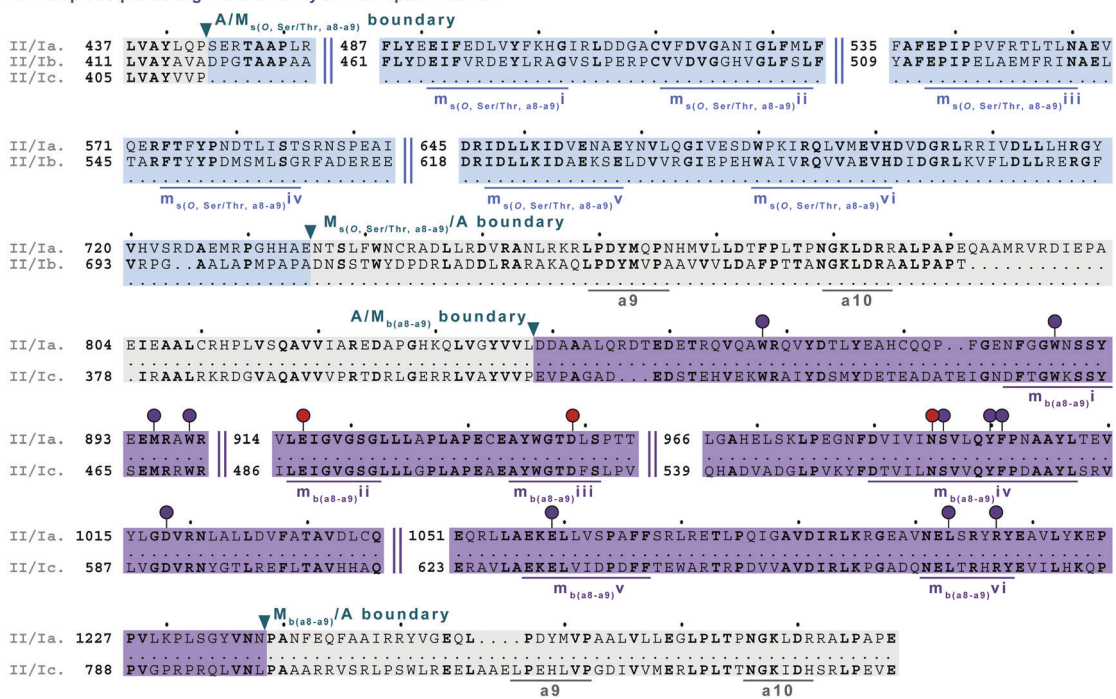 A/Ms(O, Ser/Thr, a8-a9) boundary
II/Ia. 437 LVAYLQPSERTAAPLR 487 FLYEEIFEDLVYFKHGIRLDDGACVFDVGANIGLFMLF 535 FAFEPIPPVFRTLTLNAEV
II/Ib. 411 LVAYAVADPGTAAPAA 461 FLYDEIFVRDEYLRAGVSLPERPCVVDVGGHVGLFSLF 509 YAFEPIPELAEMFRINAEL
II/Ic. 405 LVAYVVP
ms(O, Ser/Thr, a8-a9)i ms(O, Ser/Thr, a8-a9)ii ms(O, Ser/Thr, a8-a9)iii
II/Ia. 571 QERFTFYPNDTLISTSRNSPEAI 645 DRIDLLKIDVENAEYNVLQGIVESDWPKIRQLVMEVHDVDGRLRRIVDLLLHRGY
II/Ib. 545 TARFTYYPDMSMLSGRFADEREE 618 DRIDLLKIDAEKSELDVVRGIEPEHWAIVRQVVAEVHDIDGRLKVFLDLLRERGF
ms(O, Ser/Thr, a8-a9)iv ms(O, Ser/Thr, a8-a9)v ms(O, Ser/Thr, a8-a9)vi
Ms(O, Ser/Thr, a8-a9)/A boundary
II/Ia. 720 VHVSRDAEMRPGHHAENTSLFWNCRADLLRDVRANLRKRLPDYMQPNHMVLLDTFPLTPNGKLDRRALPAPEQAAMRVRDIEPA
II/Ib. 693 VRPG..AALAPMPAPADNSSTWYDPDRLADDLRARAKAQLPDYMVPAAVVVLDAFPTTANGKLDRAALPAPT............
a9 a10
A/Mb(a8-a9) boundary
II/Ia. 804 EIEAALCRHPLVSQAVVIAREDAPGHKQLVGYVVLDDAAALQRDTEDETRQVQAWRQVYDTLYEAHCQQP..FGENFGGWNSSY
II/Ic. 378 .IRAALRKRDGVAQAVVVPRTDRLGERRLVAYVVPEVPAGAD...EDSTEHVEKWRAIYDSMYDETEADATEIGNDFTGWKSSY
mb(a8-a9)i
II/Ia. 893 EEMRAWR 914 VLEIGVGSGLLLAPLAPECEAYWGTDLSPTT 966 LGAHELSKLPEGNFDVIVINSVLQYFPNAAYLTEV
II/Ic. 465 SEMRRWR 486 ILEIGVGSGLLLGPLAPEAEAYWGTDFSLPV 539 QHADVADGLPVKYFDTVILNSVVQYFPDAAYLSRV
mb(a8-a9)ii mb(a8-a9)iii mb(a8-a9)iv
II/Ia. 1015 YLGDVRNLALLDVFATAVDLCQ 1051 EQRLLAEKELLVSPAFFSRLRETLPQIGAVDIRLKRGEAVNELSRYRYEAVLYKEP
II/Ic. 587 LVGDVRNYGTLREFLTAVHHAQ 623 ERAVLAEKELVIDPDFFTEWARTRPDVVAVDIRLKPGADQNELTRHRYEVILHKQP
mb(a8-a9)v mb(a8-a9)vi
Mb(a8-a9)/A boundary
II/Ia. 1227 PVLKPLSGYVNNPANFEQFAAIRRYVGEQL....PDYMVPAALVLLEGLPLTPNGKLDRRALPAPE
II/Ic. 788 PVGPRPRQLVNLPAAARRVSRLPSWLREELAAELPEHLVPGDIVVMERLPLTTNGKIDHSRLPEVE
a9 a10